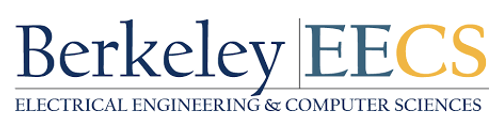 Berkeley EECS
ELECTRICAL ENGINEERING & COMPUTER SCIENCES